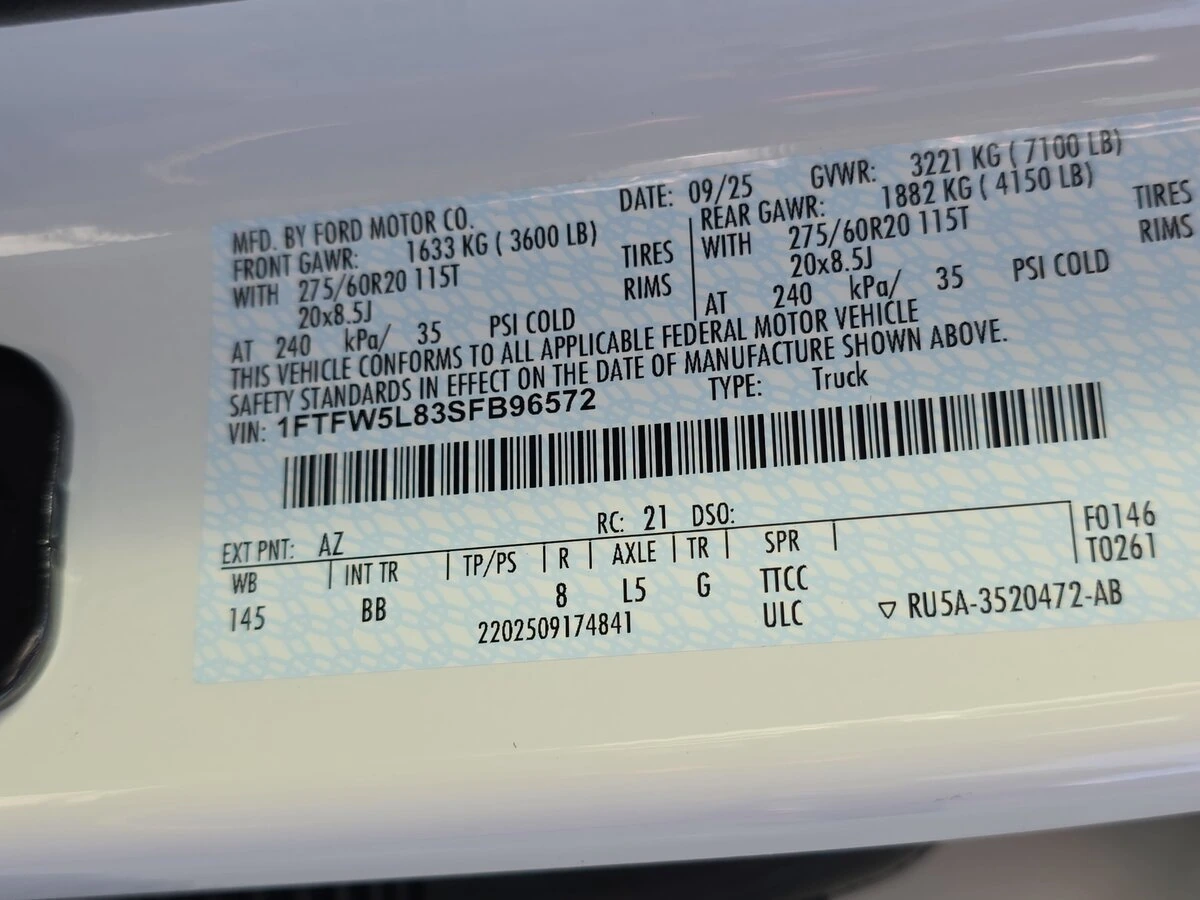 MFD. BY FORD MOTOR CO. DATE: 09/25 GVWR: 3221 KG ( 7100 LB)
FRONT GAWR: 1633 KG ( 3600 LB) REAR GAWR: 1882 KG ( 4150 LB)
WITH 275/60R20 115T TIRES WITH 275/60R20 115T TIRES
20x8.5J RIMS 20x8.5J RIMS
AT 240 kPa/ 35 PSI COLD AT 240 kPa/ 35 PSI COLD
THIS VEHICLE CONFORMS TO ALL APPLICABLE FEDERAL MOTOR VEHICLE
SAFETY STANDARDS IN EFFECT ON THE DATE OF MANUFACTURE SHOWN ABOVE.
VIN: 1FTFW5L83SFB96572 TYPE: Truck
EXT PNT: AZ RC: 21 DSO:
WB INT TR TP/PS R AXLE TR SPR F0146
145 BB 8 L5 G TTCC T0261
2202509174841 ULC ▽ RU5A-3520472-AB